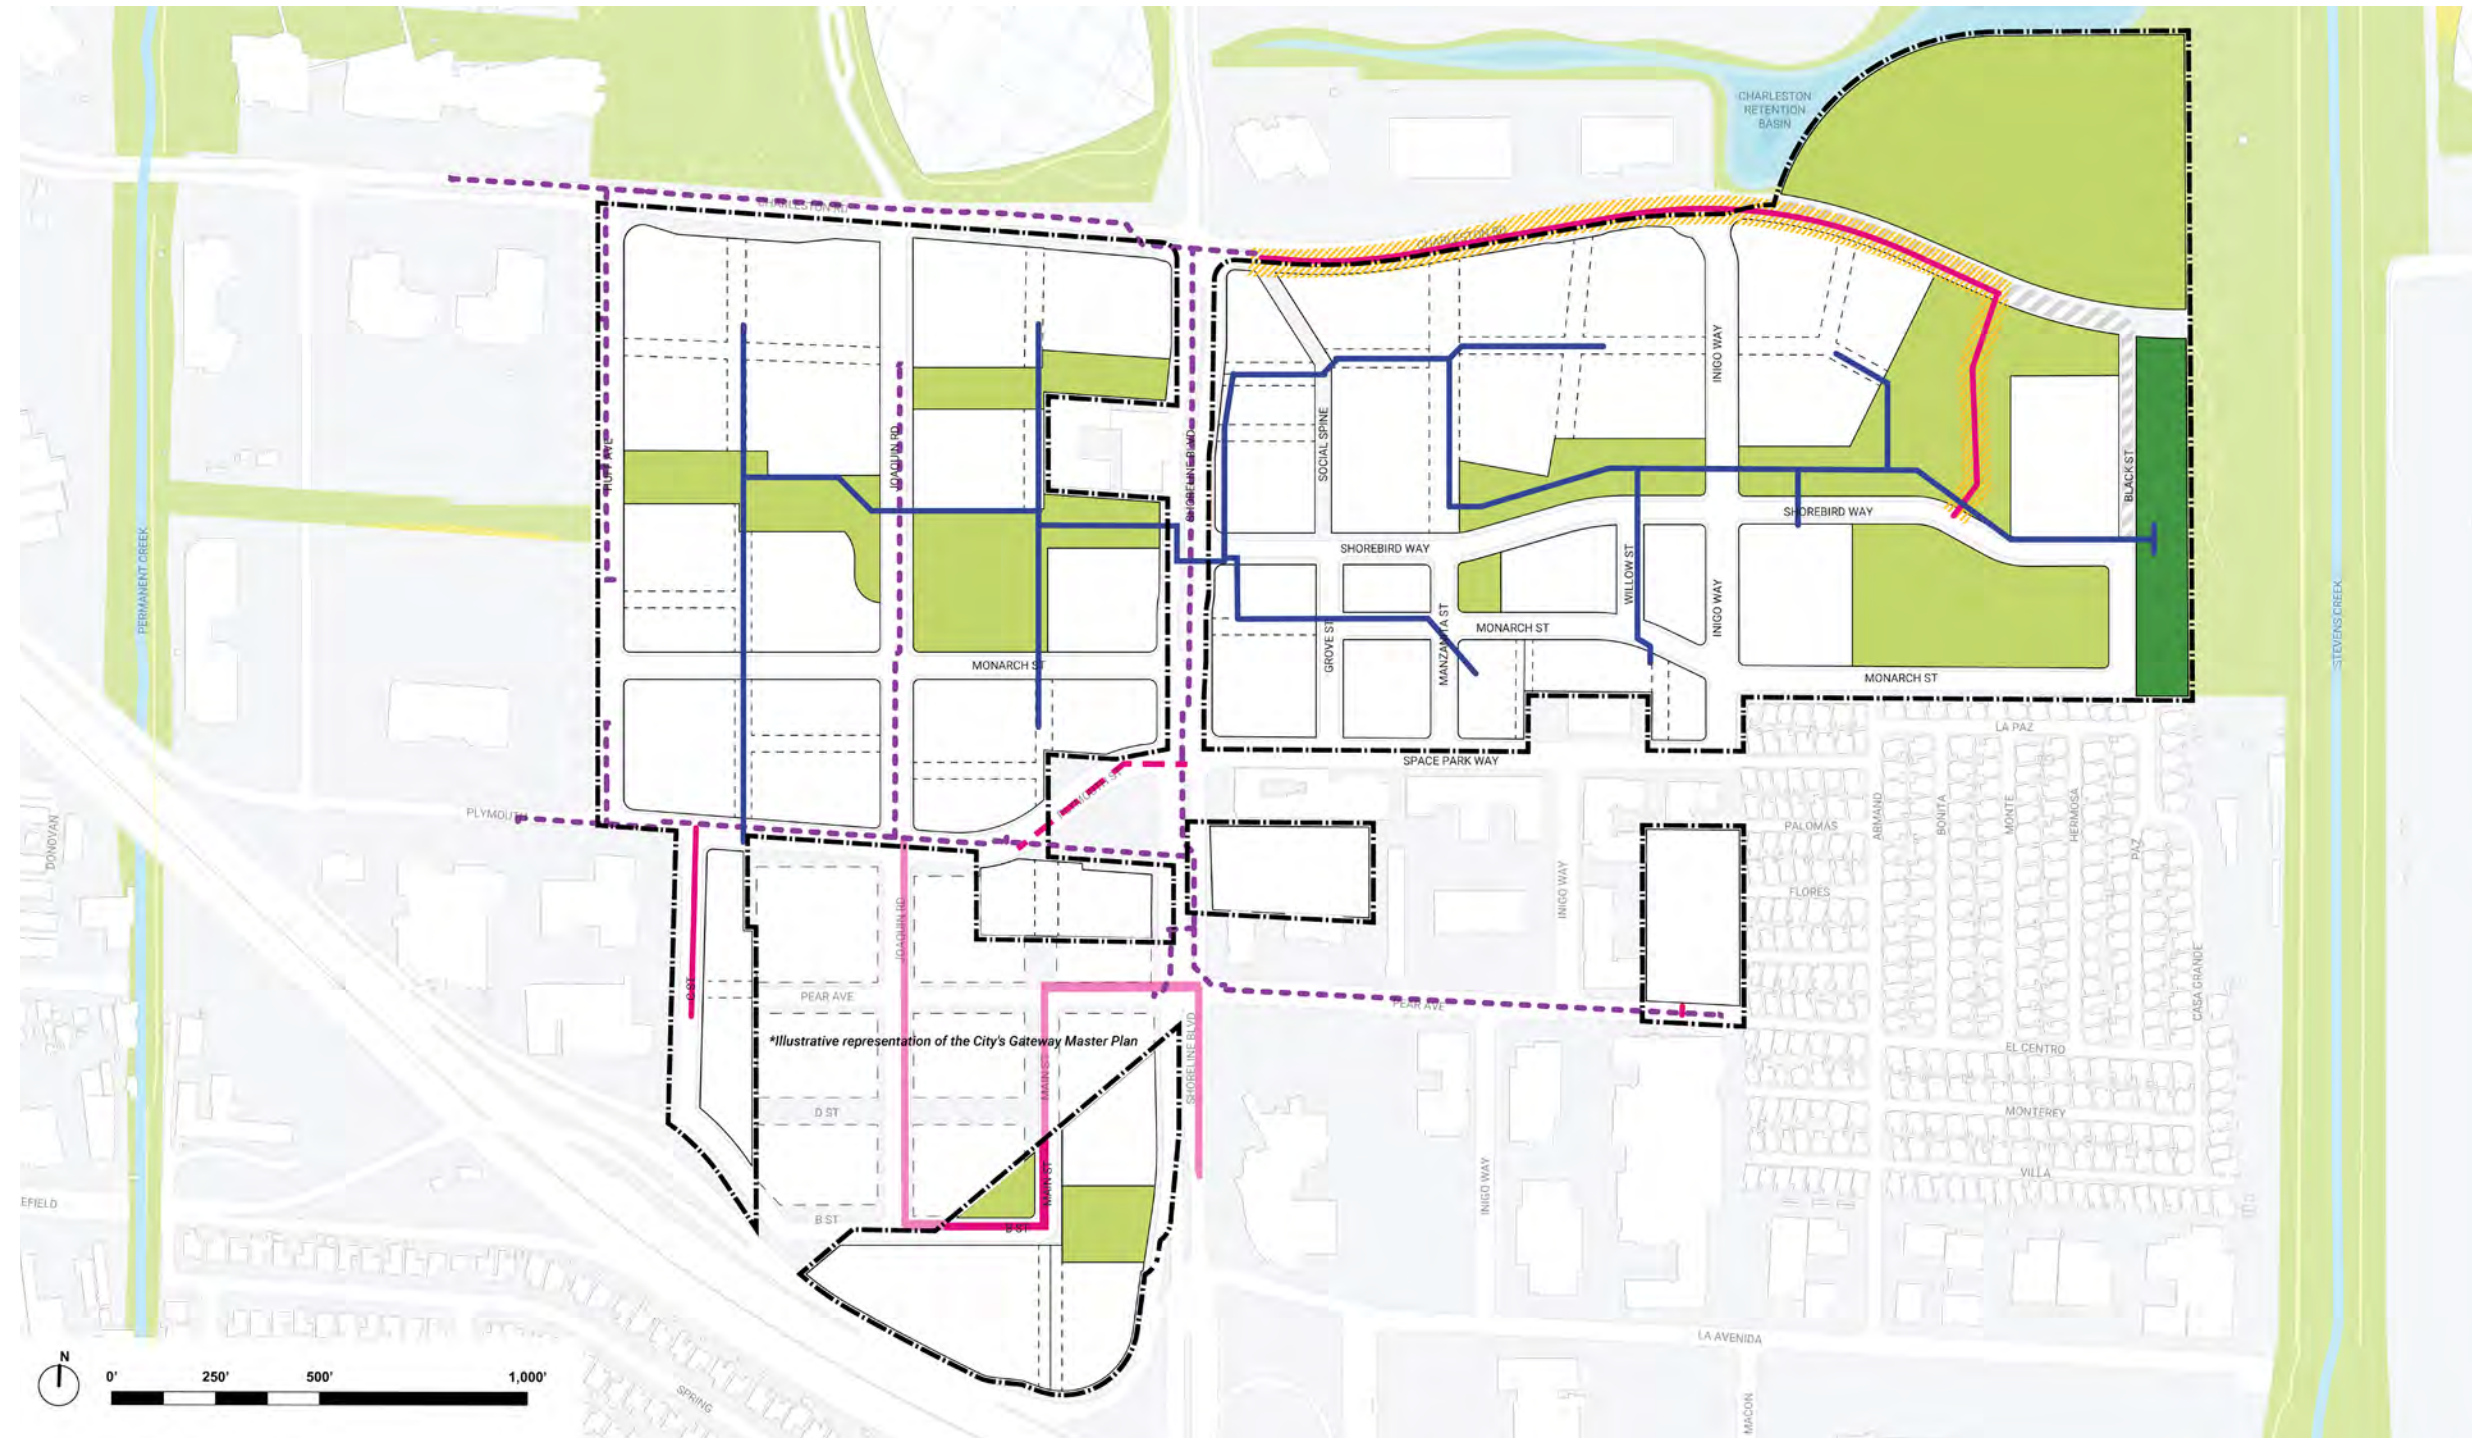 CHARLESTON
RETENTION
BASIN
CHARLESTON RD
CHARLESTON RD
HUFF AVE
JOAQUIN RD
SHORELINE BLVD
SOCIAL SPINE
INIGO WAY
BLACK ST
PERMANENT CREEK
STEVENS CREEK
SHOREBIRD WAY
SHOREBIRD WAY
WILLOW ST
INIGO WAY
GROVE ST
MANZANITA ST
MONARCH ST
MONARCH ST
MONARCH ST
SPACE PARK WAY
LA PAZ
PLYMOUTH
DONOVAN
PALOMAS
ARMAND
BONITA
MONTE
HERMOSA
PAZ
FLORES
INIGO WAY
JOAQUIN RD
C ST
PEAR AVE
PEAR AVE
CASA GRANDE
*Illustrative representation of the City's Gateway Master Plan
MAIN ST
SHORELINE BLVD
EL CENTRO
D ST
MONTEREY
MAIN ST
INIGO WAY
VILLA
EFIELD
B ST
B ST
LA AVENIDA
MACON
SPRING
N
0' 250' 500' 1,000'